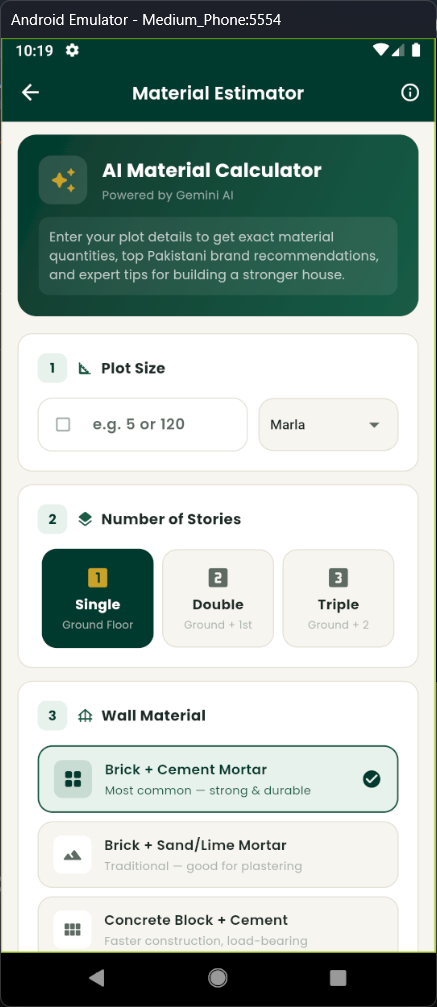 Android Emulator - Medium_Phone:5554
10:19
Material Estimator
AI Material Calculator
Powered by Gemini AI
Enter your plot details to get exact material
quantities, top Pakistani brand recommendations,
and expert tips for building a stronger house.
1 Plot Size
e.g. 5 or 120 Marla
2 Number of Stories
1 2 3
Single Double Triple
Ground Floor Ground + 1st Ground + 2
3 Wall Material
Brick + Cement Mortar
Most common — strong & durable
Brick + Sand/Lime Mortar
Traditional — good for plastering
Concrete Block + Cement
Faster construction, load-bearing